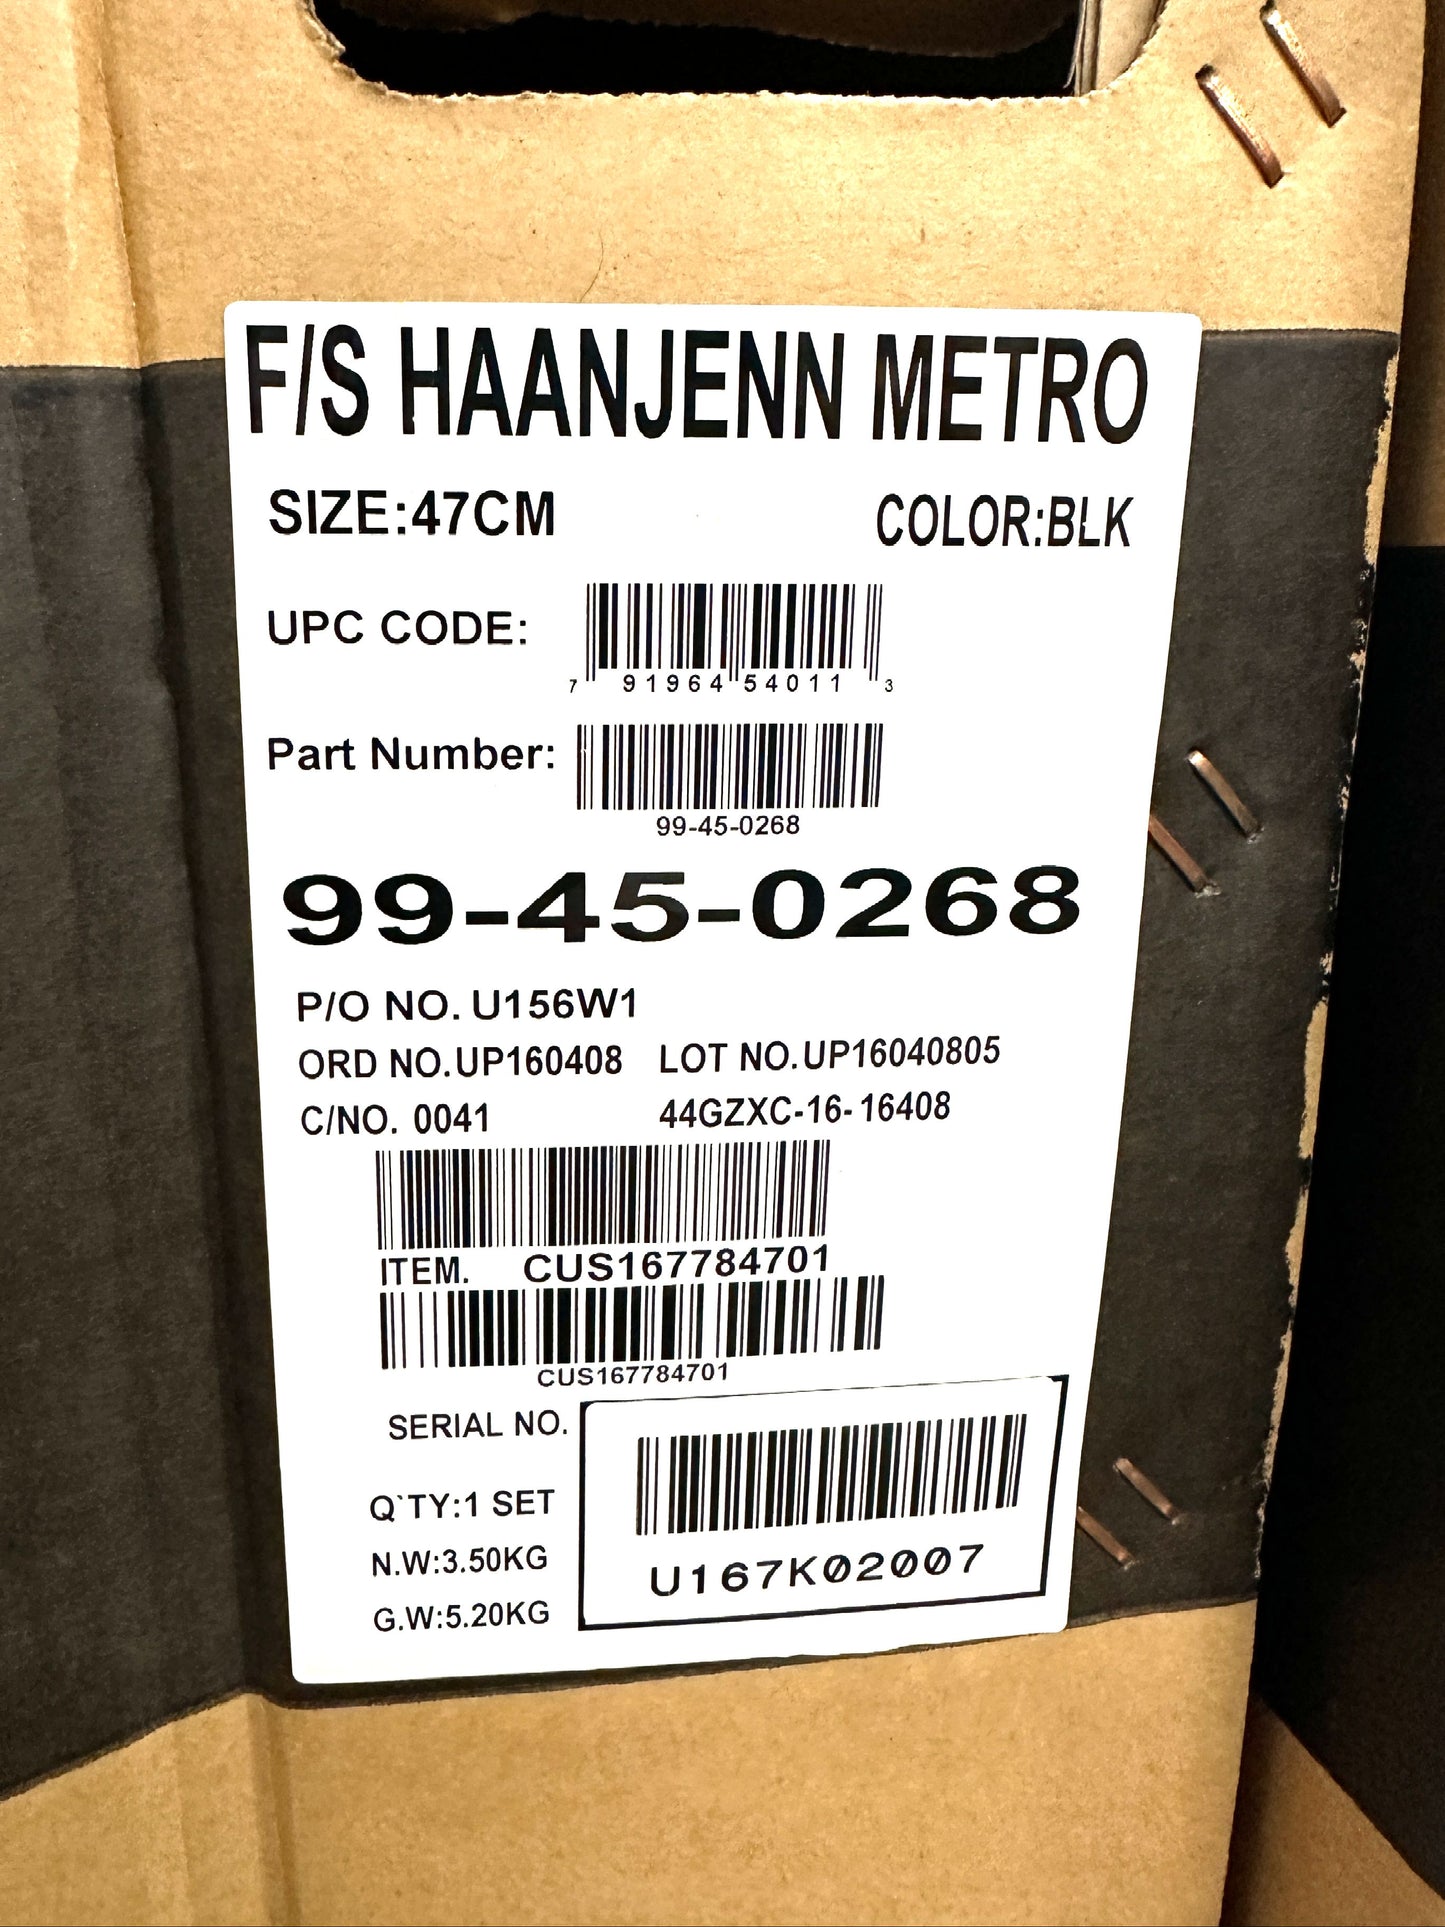 F/S HAANJENN METRO
SIZE:47CM COLOR:BLK
UPC CODE:
7 91964 54011 3
Part Number:
99-45-0268
99-45-0268
P/O NO. U156W1
ORD NO.UP160408 LOT NO.UP16040805
C/NO. 0041 44GZXC-16-16408
ITEM. CUS167784701
CUS167784701
SERIAL NO.
Q`TY:1 SET
N.W:3.50KG
G.W:5.20KG
U167K02007